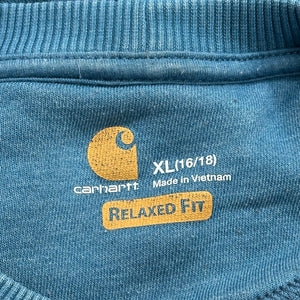 carhartt
XL(16/18)
Made in Vietnam
RELAXED FIT